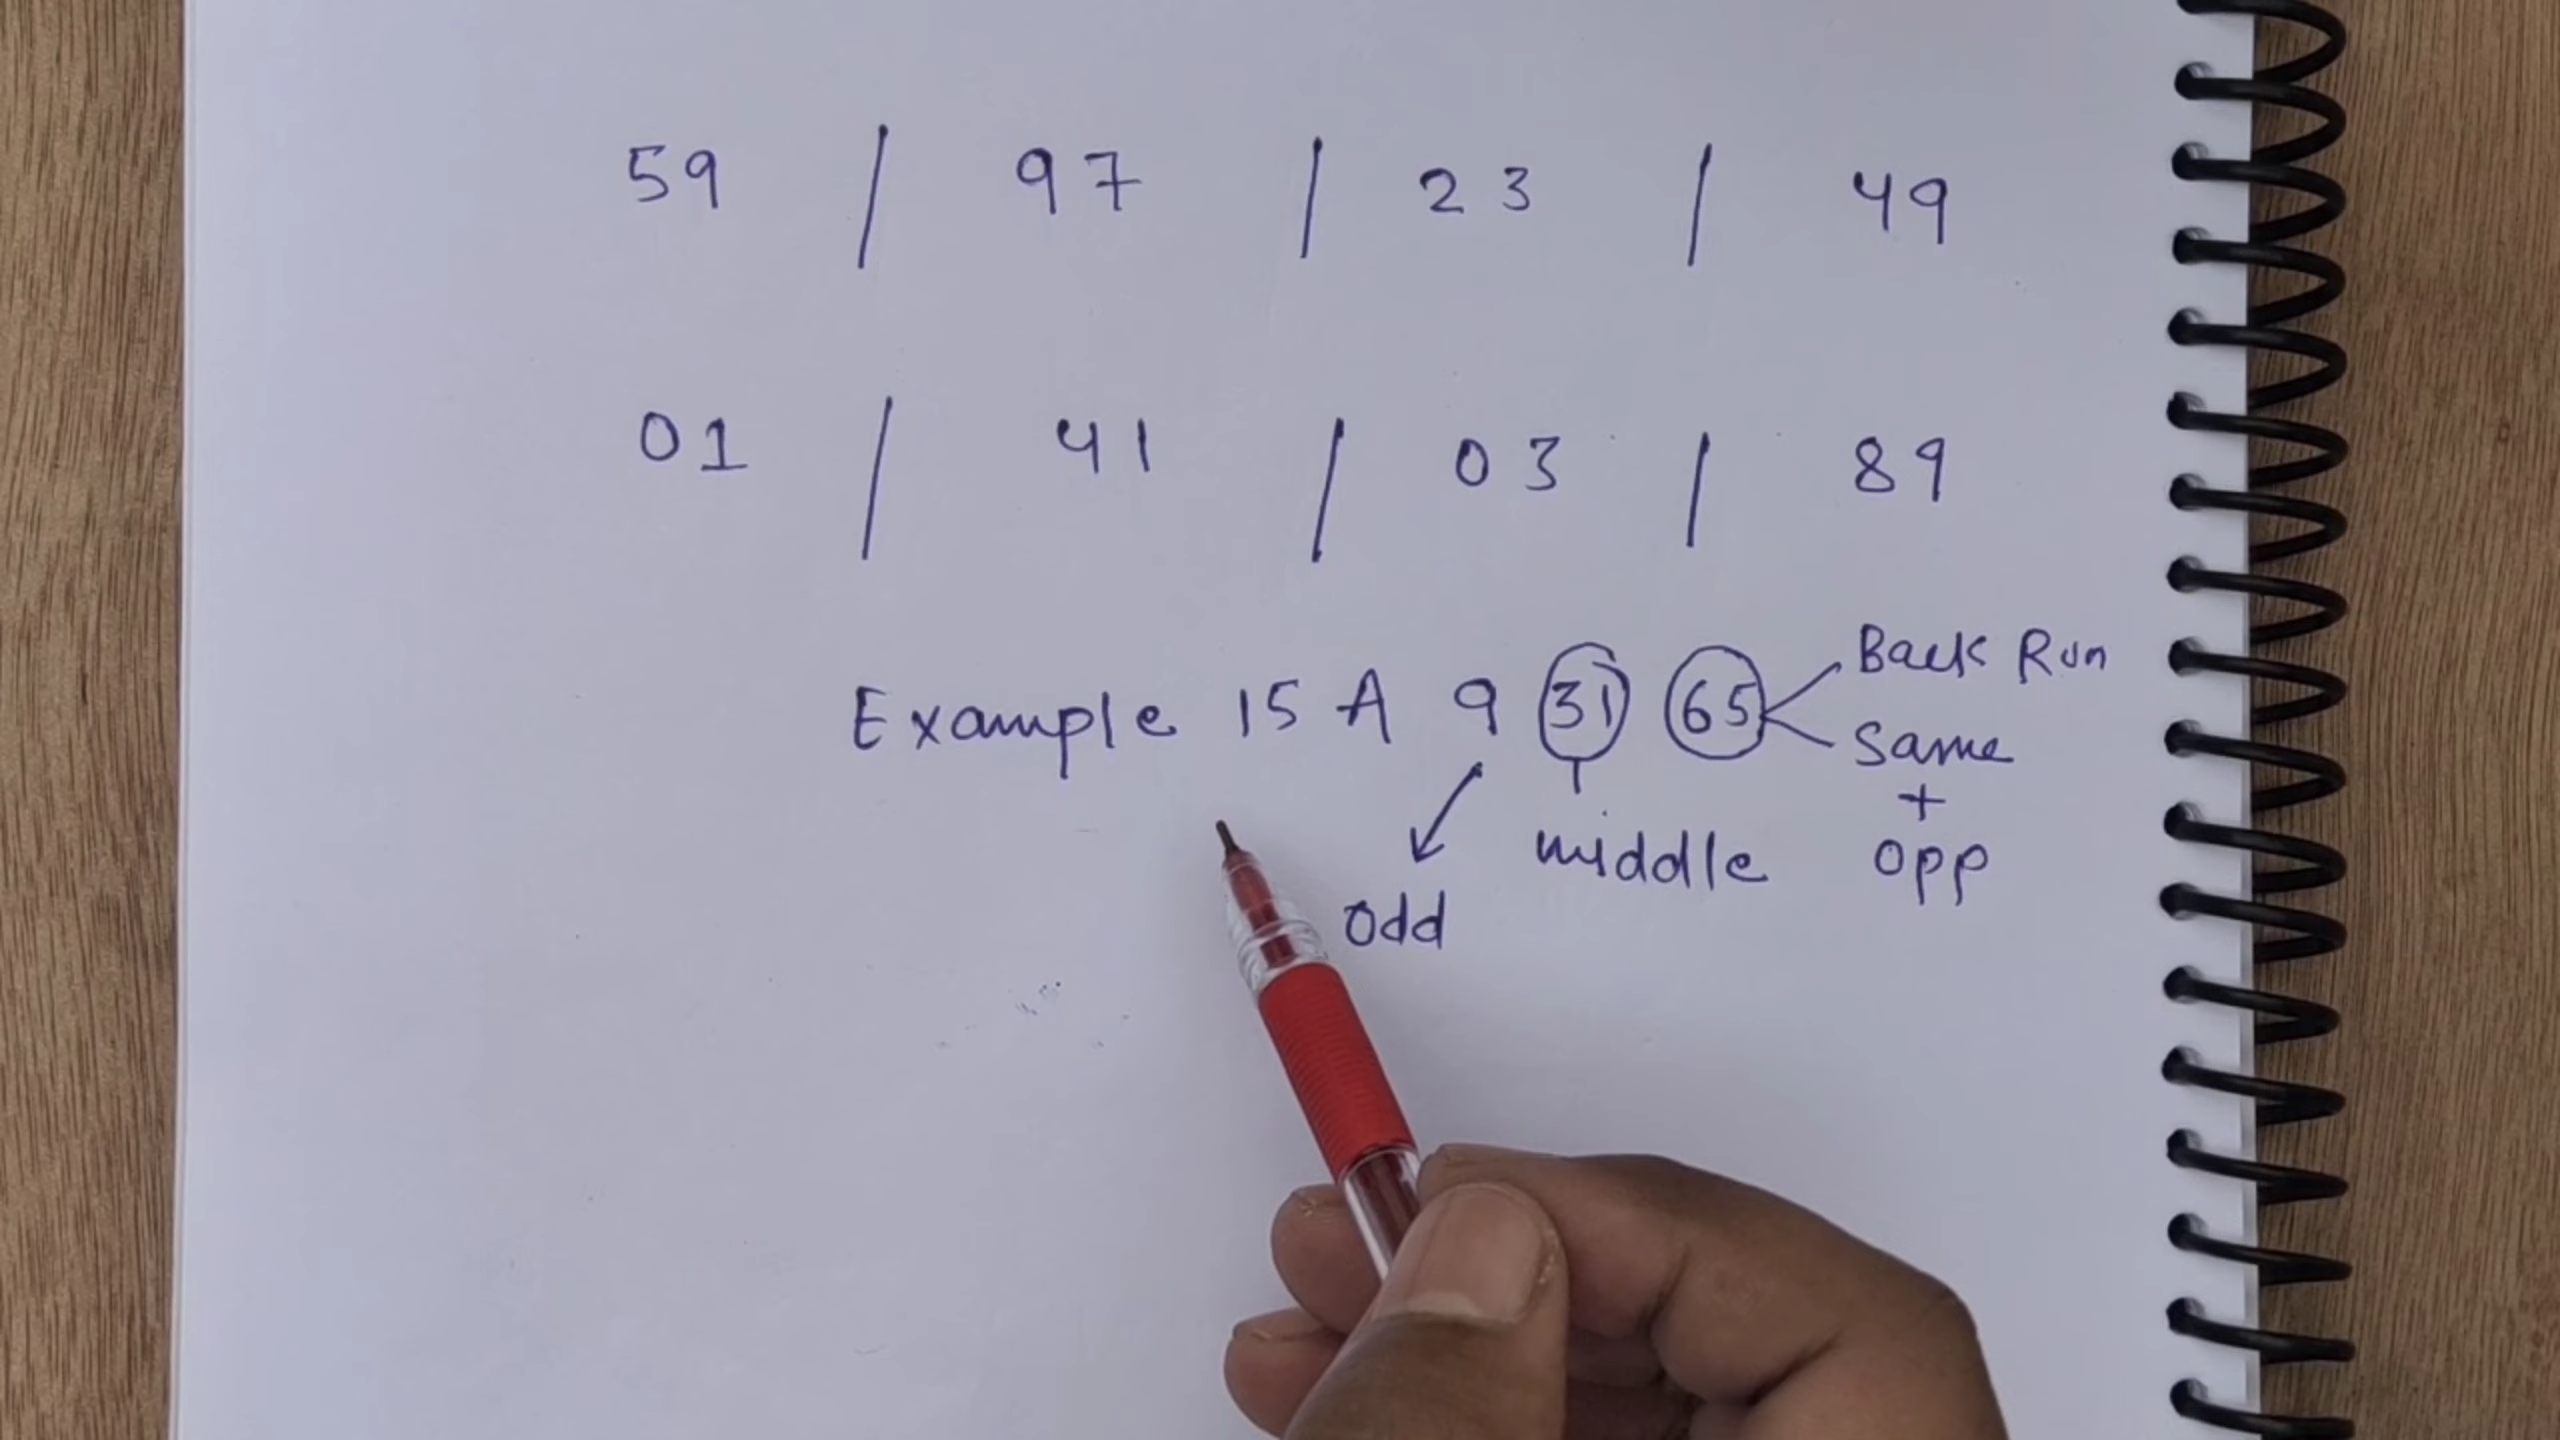 59 / 97 / 23 / 49
01 / 41 / 03 / 89
Example 15 A 9 31 65
Back Run
Same
+
opp
middle
odd